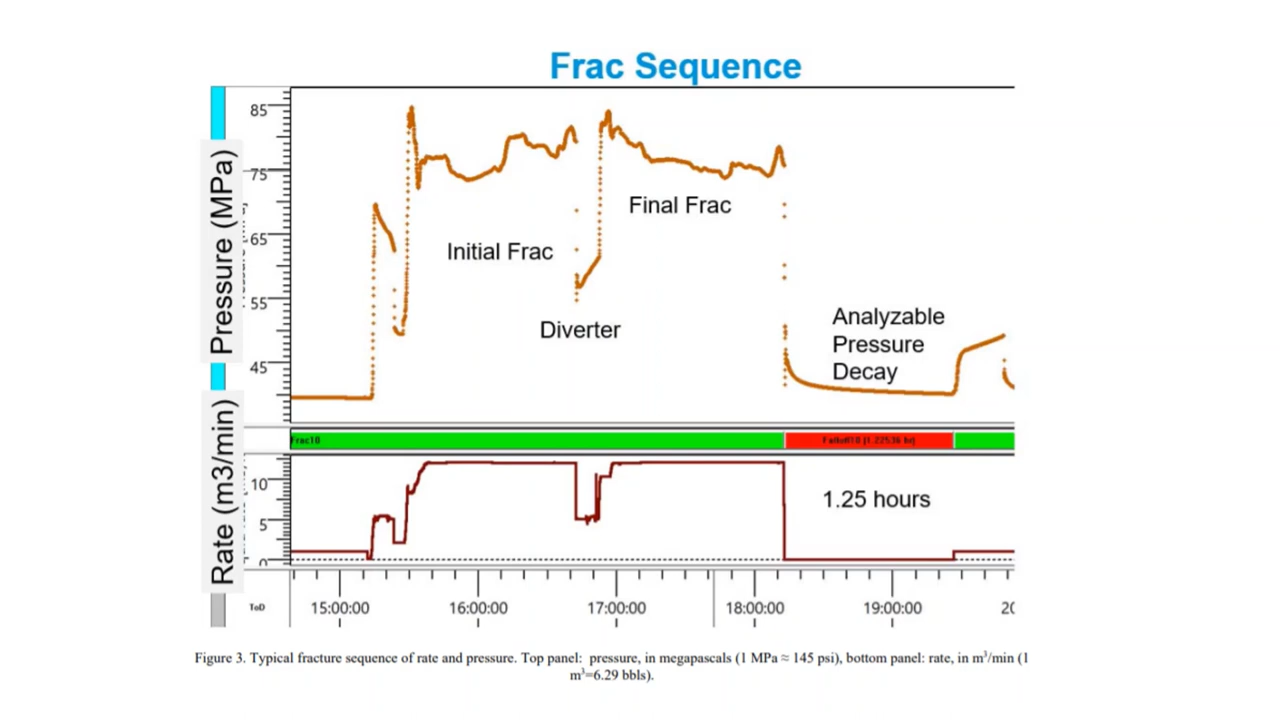 Frac Sequence
Pressure (MPa)
85
75
65
55
45
Initial Frac
Final Frac
Diverter
Analyzable
Pressure
Decay
Frac10
Rate (m3/min)
10
5
0
1.25 hours
ToD
15:00:00
16:00:00
17:00:00
18:00:00
19:00:00
20
Figure 3. Typical fracture sequence of rate and pressure. Top panel: pressure, in megapascals (1 MPa ≈ 145 psi), bottom panel: rate, in m³/min (1
m³=6.29 bbls).